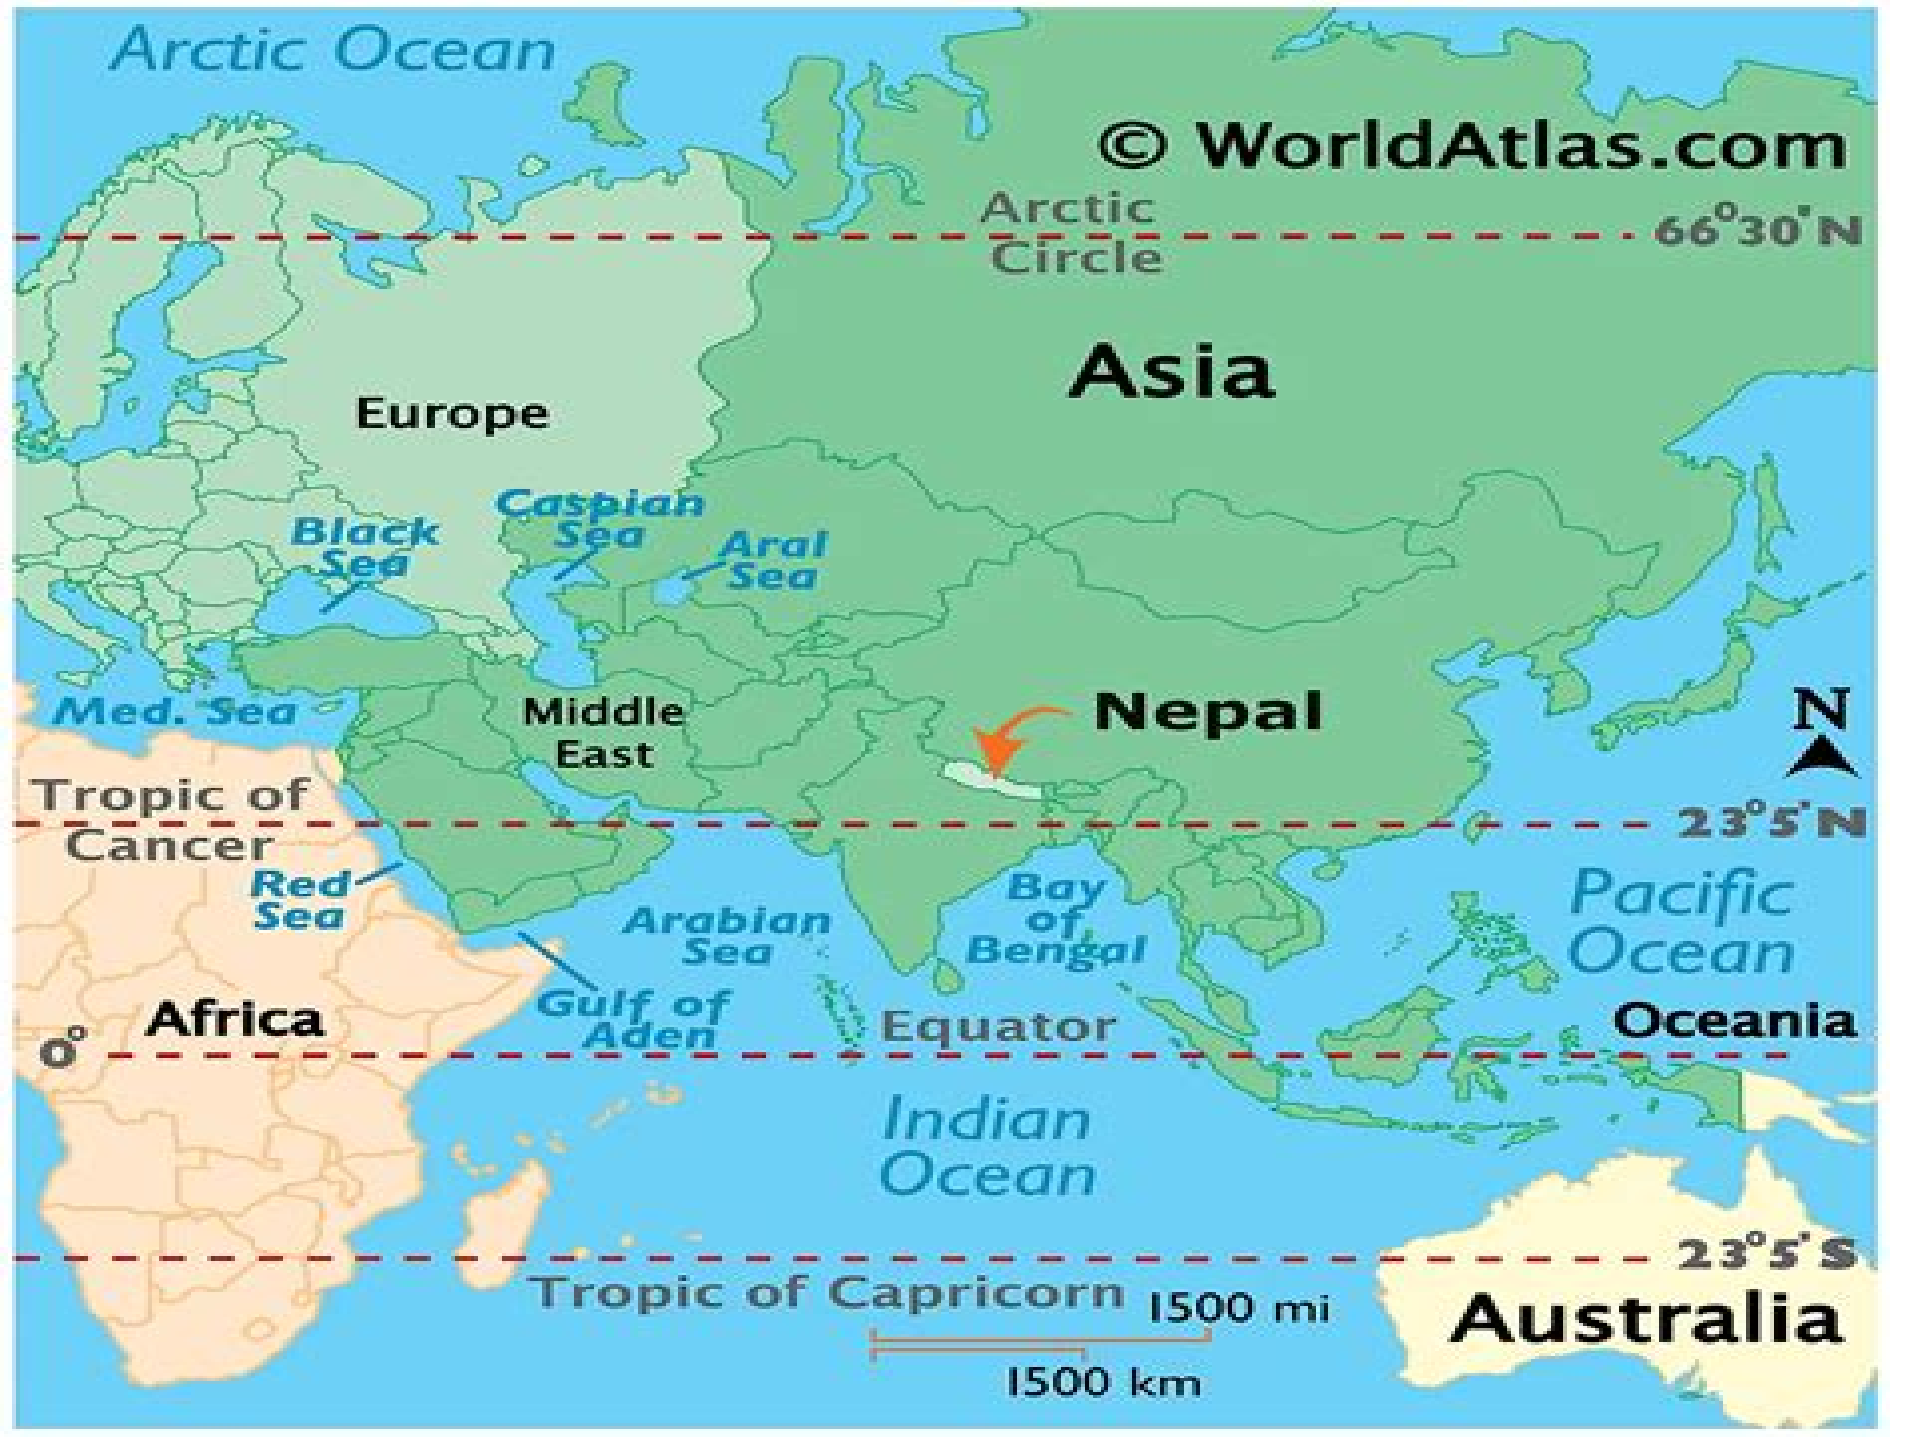 Arctic Ocean
© WorldAtlas.com
Arctic
Circle
66°30'N
Asia
Europe
Caspian
Sea
Black
Sea
Aral
Sea
Med. Sea
Middle
East
Nepal
N
Tropic of
Cancer
23°5'N
Red
Sea
Arabian
Sea
Bay
of
Bengal
Pacific
Ocean
Gulf of
Aden
Africa
Equator
Oceania
0°
Indian
Ocean
23°5'S
Tropic of Capricorn
1500 mi
1500 km
Australia